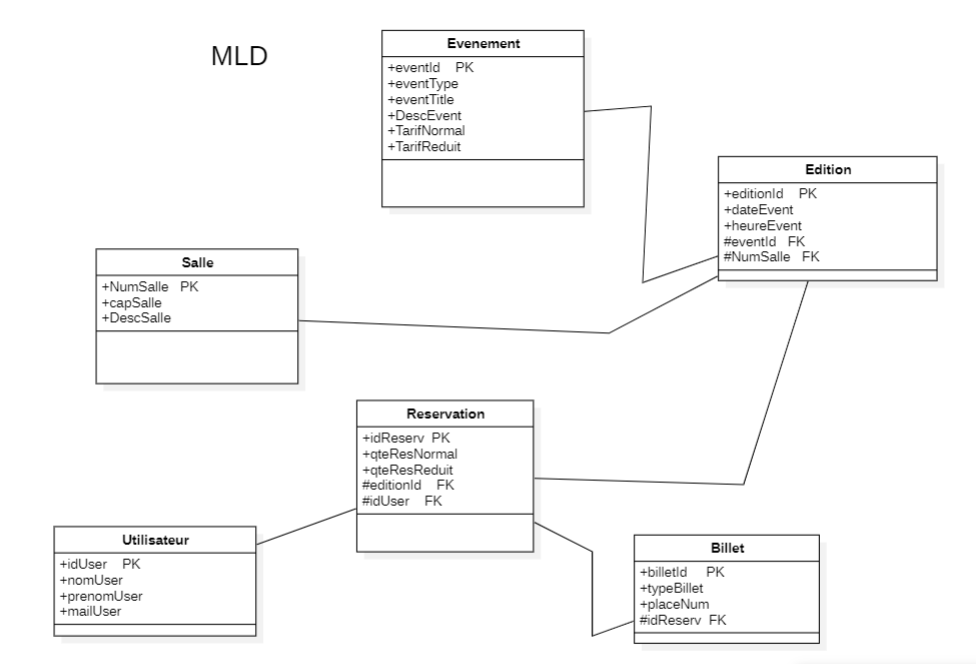 MLD
Evenement
+eventId PK
+eventType
+eventTitle
+DescEvent
+TarifNormal
+TarifReduit
Edition
+editionId PK
+dateEvent
+heureEvent
#eventId FK
#NumSalle FK
Salle
+NumSalle PK
+capSalle
+DescSalle
Reservation
+idReserv PK
+qteResNormal
+qteResReduit
#editionId FK
#idUser FK
Utilisateur
+idUser PK
+nomUser
+prenomUser
+mailUser
Billet
+billetId PK
+typeBillet
+placeNum
#idReserv FK